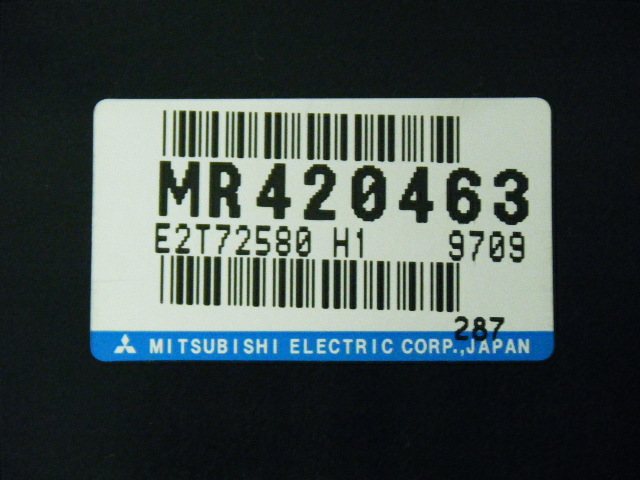 MR420463
E2T72580 H1 9709
287
MITSUBISHI ELECTRIC CORP.,JAPAN